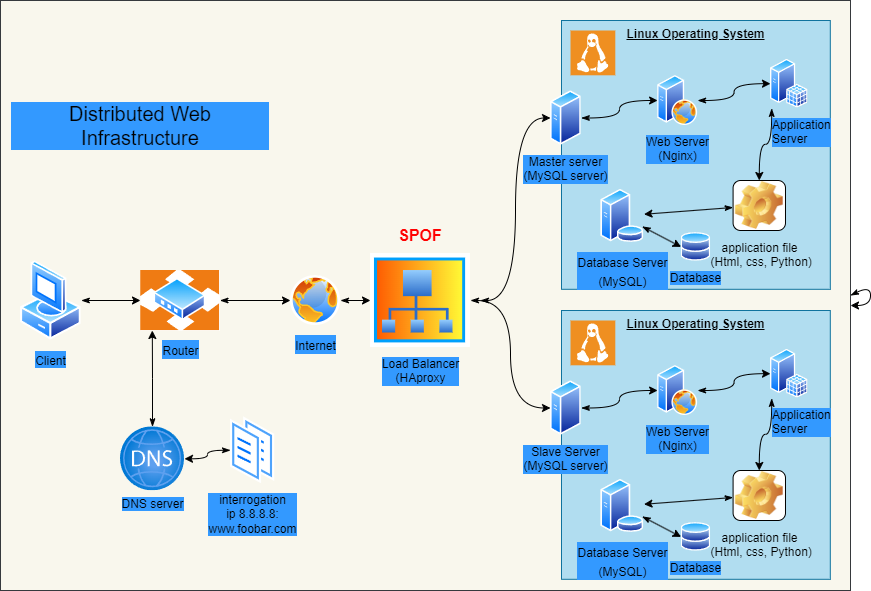 Distributed Web
Infrastructure
Linux Operating System
Master server
(MySQL server)
Web Server
(Nginx)
Application
Server
Database Server
(MySQL)
Database
application file
(Html, css, Python)
SPOF
Client
Router
Internet
Load Balancer
(HAproxy
DNS
DNS server
interrogation
ip 8.8.8.8:
www.foobar.com
Linux Operating System
Slave Server
(MySQL server)
Web Server
(Nginx)
Application
Server
Database Server
(MySQL)
Database
application file
(Html, css, Python)